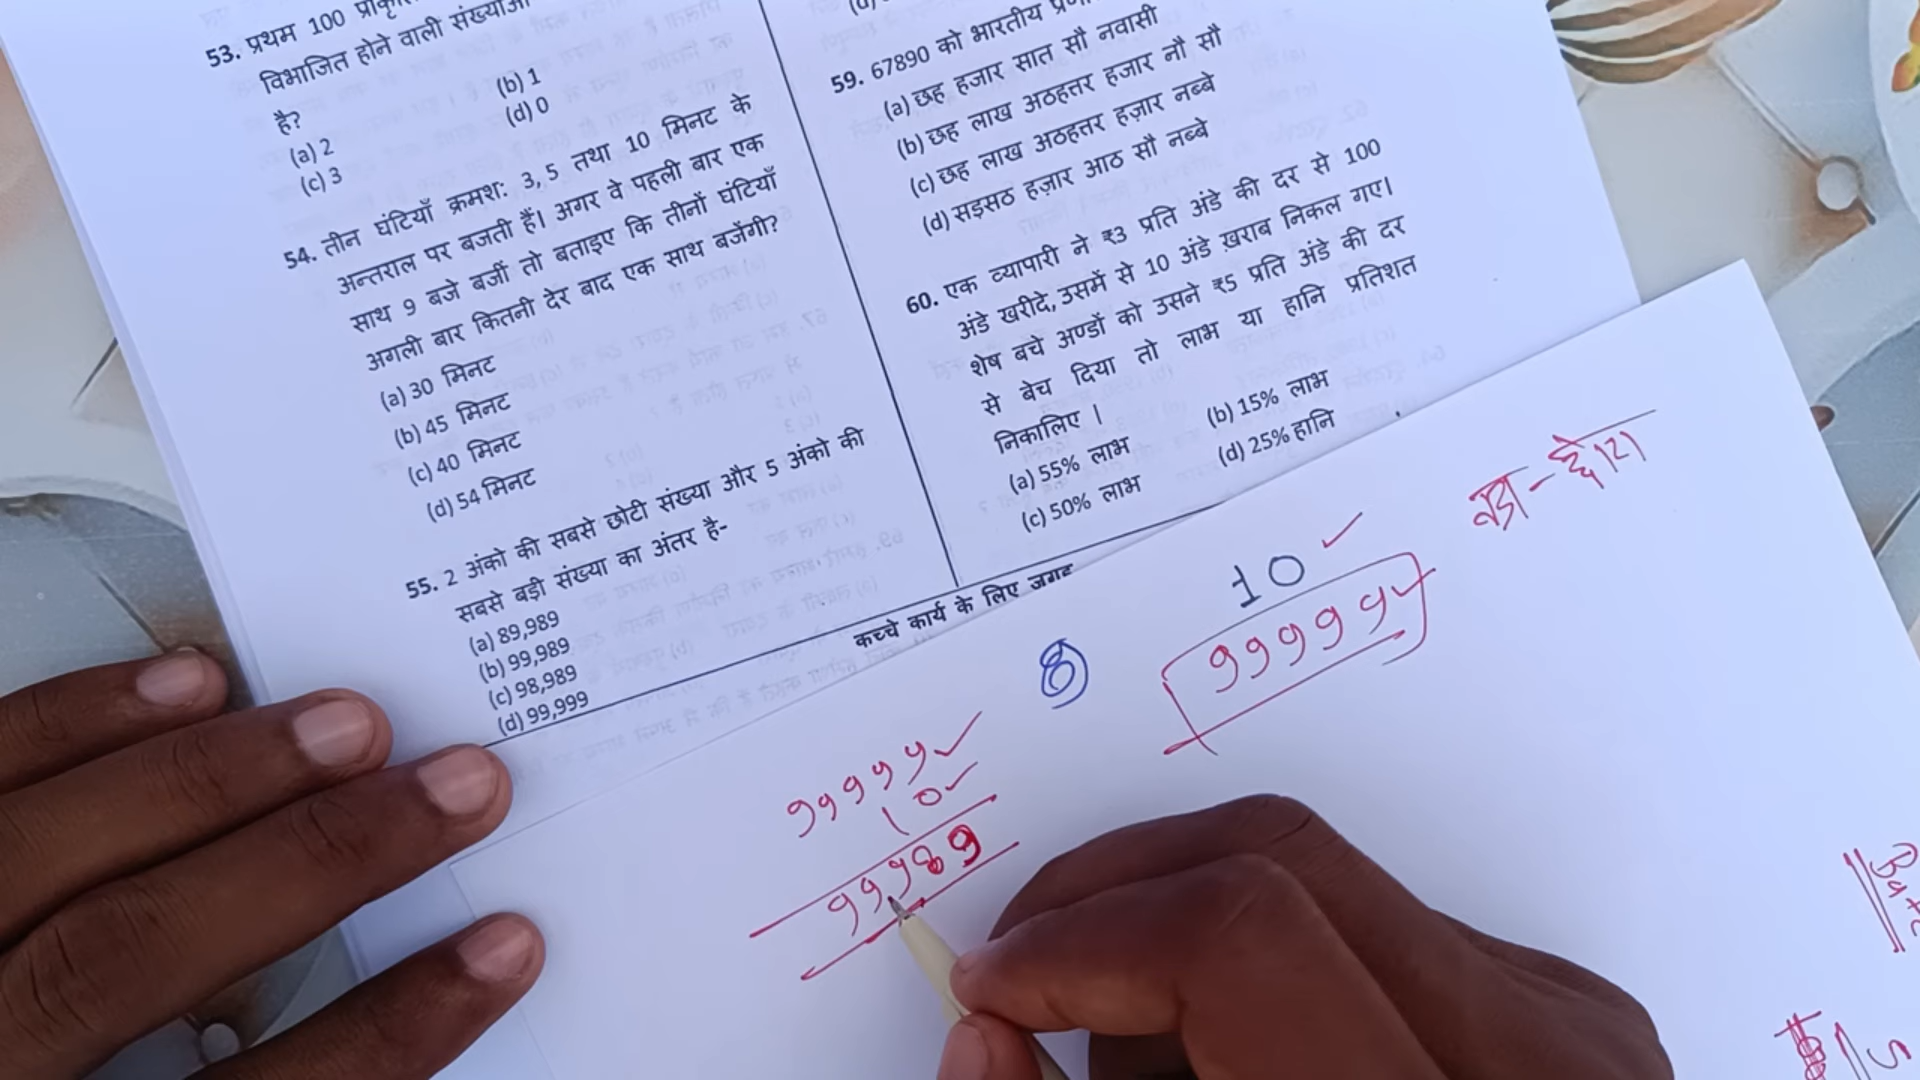 53. प्रथम 100
विभाजित होने वाली
है?
(a) 2
(b) 1
(c) 3
(d) 0
54. तीन घंटियाँ क्रमश: 3, 5 तथा 10 मिनट के
अन्तराल पर बजती हैं। अगर वे पहली बार एक
साथ 9 बजे बजीं तो बताइए कि तीनों घंटियाँ
अगली बार कितनी देर बाद एक साथ बजेंगी?
(a) 30 मिनट
(b) 45 मिनट
(c) 40 मिनट
(d) 54 मिनट
55. 2 अंको की सबसे छोटी संख्या और 5 अंको की
सबसे बड़ी संख्या का अंतर है-
(a) 89,989
(b) 99,989
(c) 98,989
(d) 99,999
59. 67890 को भारतीय
(a) छह हजार सात सौ नवासी
(b) छह लाख अठहत्तर हजार नौ सौ
(c) छह लाख अठहत्तर हज़ार नब्बे
(d) सड़सठ हज़ार आठ सौ नब्बे
60. एक व्यापारी ने ₹3 प्रति अंडे की दर से 100
अंडे खरीदे, उसमें से 10 अंडे ख़राब निकल गए।
शेष बचे अण्डों को उसने ₹5 प्रति अंडे की दर
से बेच दिया तो लाभ या हानि प्रतिशत
निकालिए |
(a) 55% लाभ
(b) 15% लाभ
(c) 50% लाभ
(d) 25% हानि
कच्चे कार्य के लिए जगह
10
99999
99999
10
99989